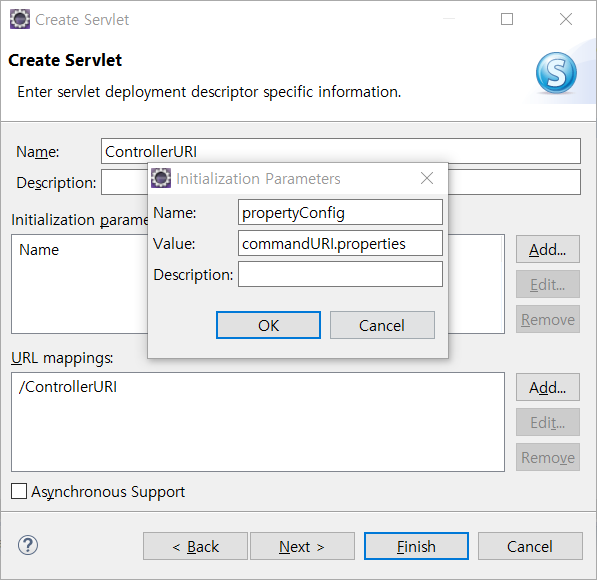 Create Servlet
Create Servlet
Enter servlet deployment descriptor specific information.
S
Name: ControllerURI
Description:
Initialization parame
Name
Add...
Edit...
Remove
Initialization Parameters
Name: propertyConfig
Value: commandURI.properties
Description:
OK Cancel
URL mappings:
/ControllerURI
Add...
Edit...
Remove
Asynchronous Support
? < Back Next > Finish Cancel